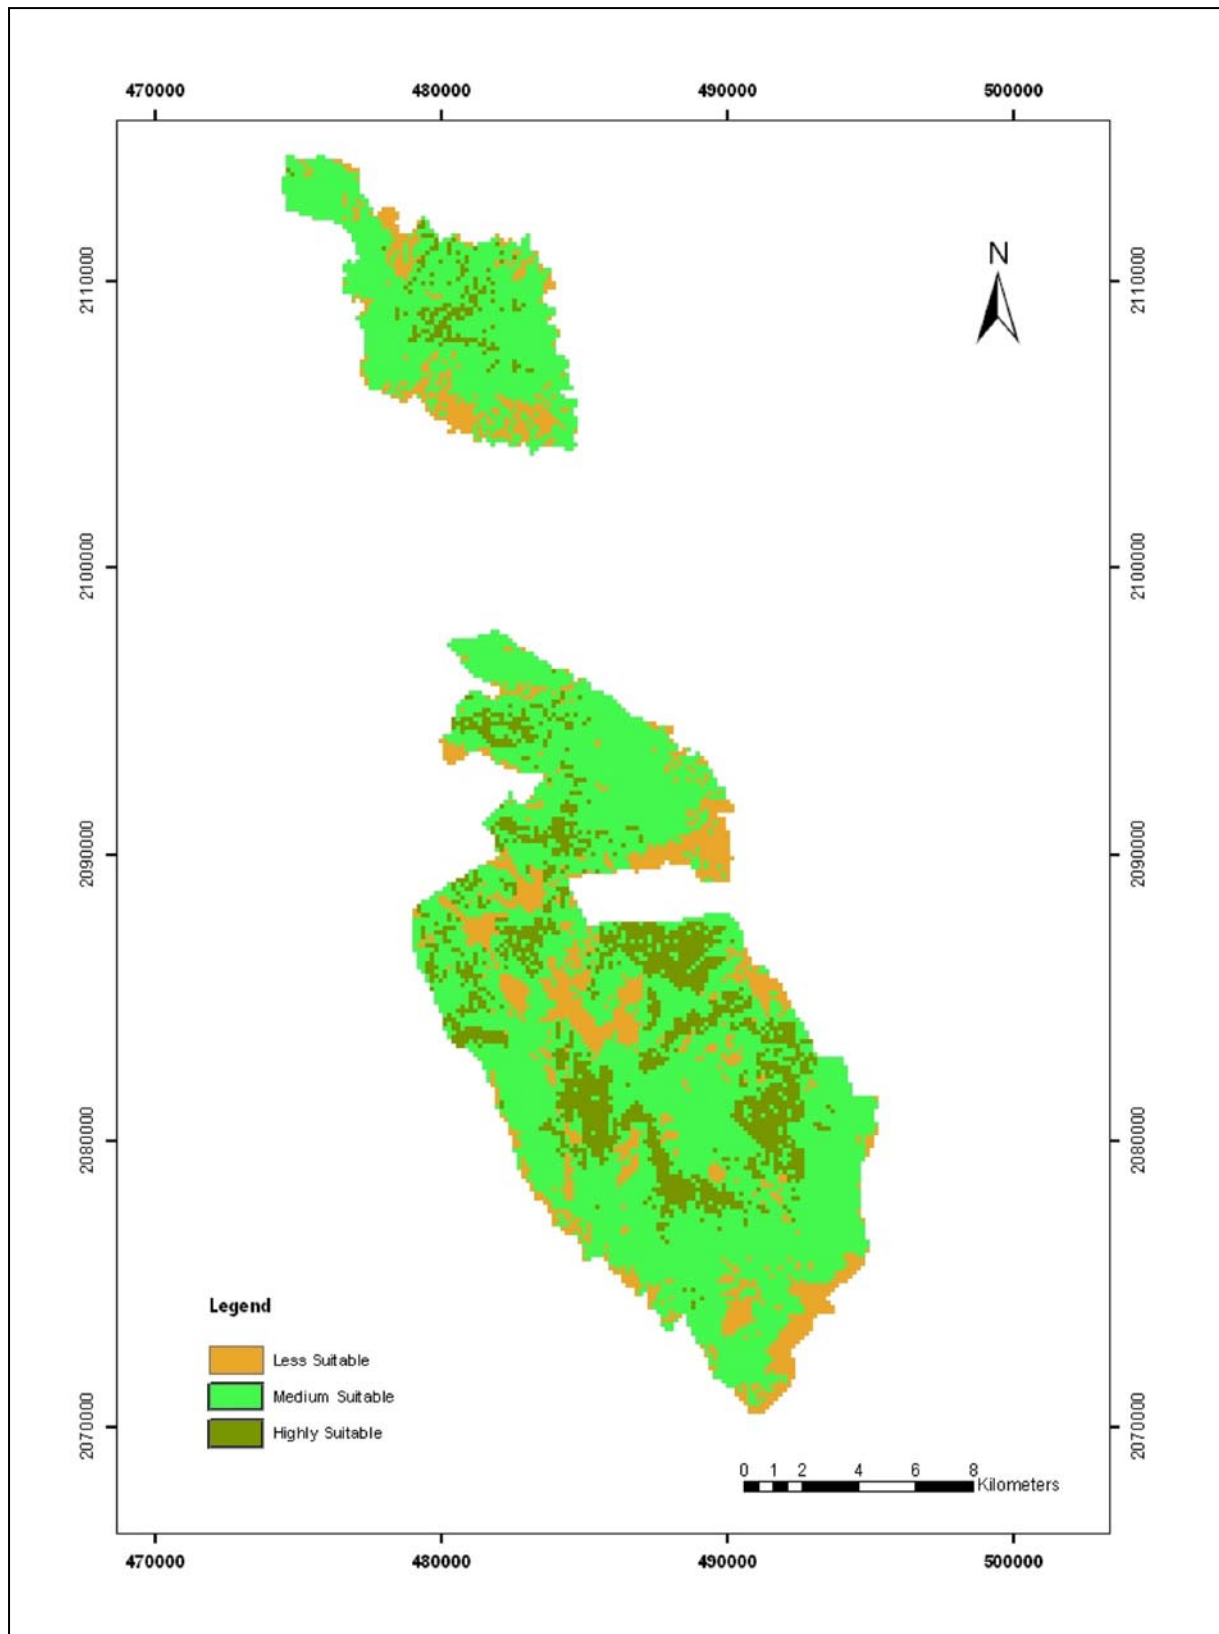 470000 480000 490000 500000
N
2110000 2110000
2100000 2100000
2090000 2090000
2080000 2080000
2070000 2070000
Legend
Less Suitable
Medium Suitable
Highly Suitable
0 1 2 4 6 8
Kilometers
470000 480000 490000 500000